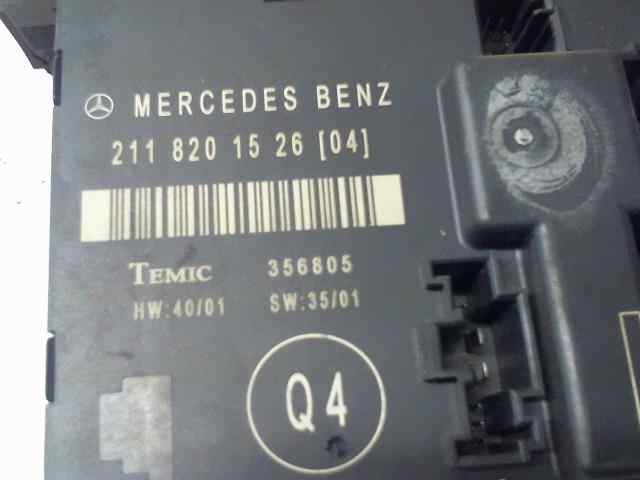 MERCEDES BENZ
211 820 15 26 [04]
TEMIC 356805
HW:40/01 SW:35/01
Q4